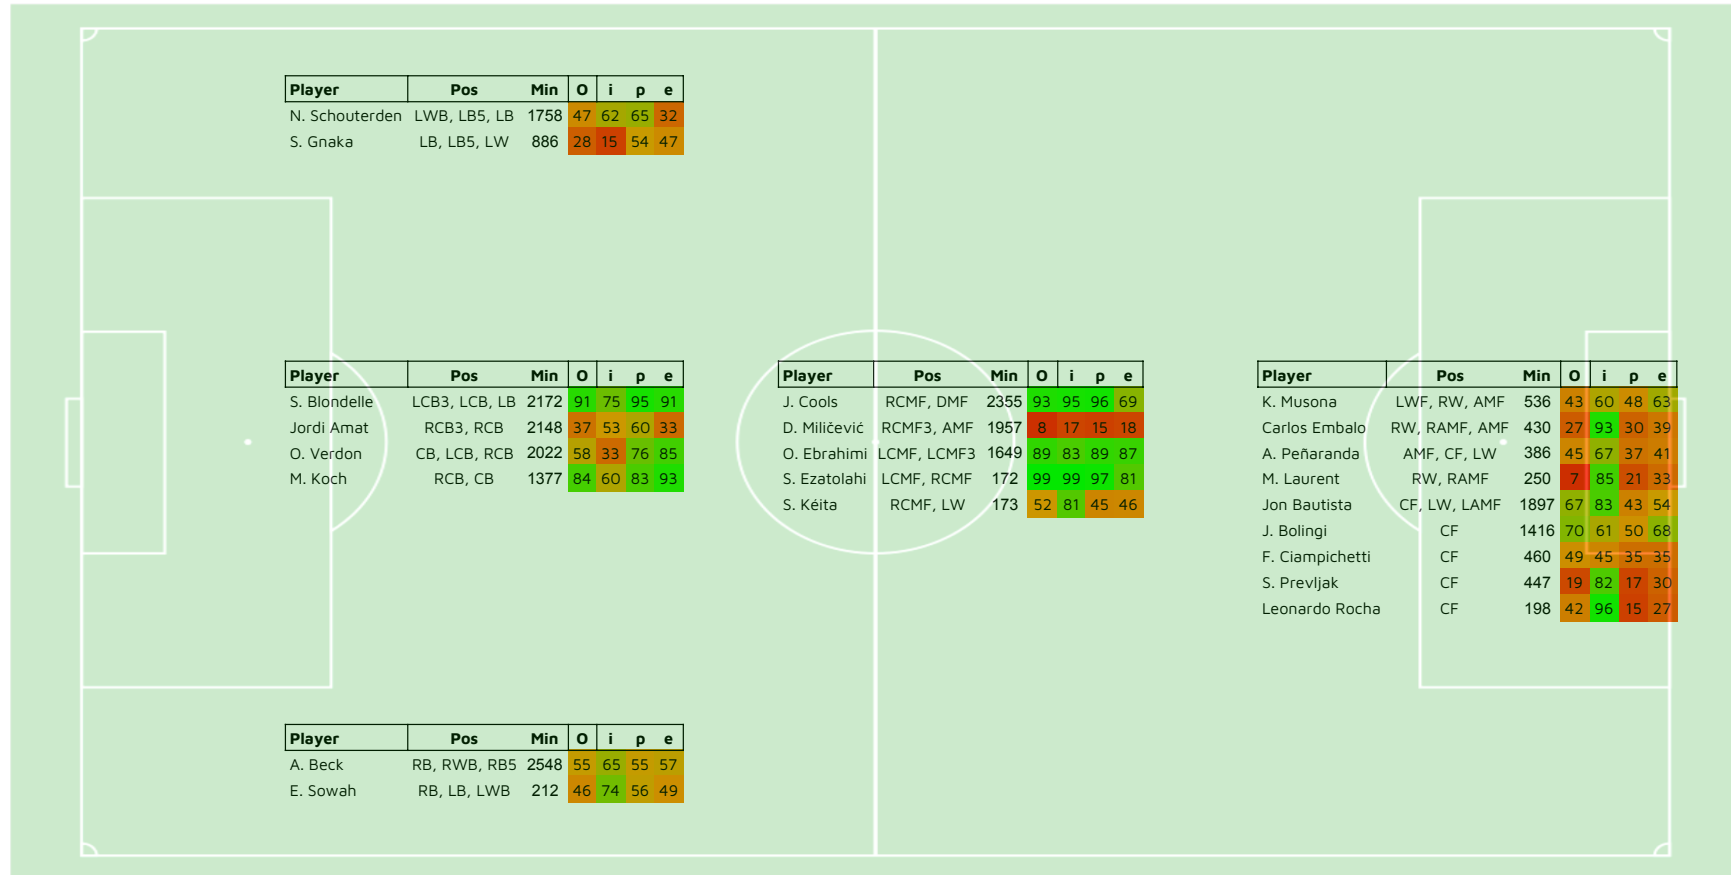 Player Pos Min O i p e
N. Schouterden LWB, LB5, LB 1758 47 62 65 32
S. Gnaka LB, LB5, LW 886 28 15 54 47
Player Pos Min O i p e
S. Blondelle LCB3, LCB, LB 2172 91 75 95 91
Jordi Amat RCB3, RCB 2148 37 53 60 33
O. Verdon CB, LCB, RCB 2022 58 33 76 85
M. Koch RCB, CB 1377 84 60 83 93
Player Pos Min O i p e
J. Cools RCMF, DMF 2355 93 95 96 69
D. Miličević RCMF3, AMF 1957 8 17 15 18
O. Ebrahimi LCMF, LCMF3 1649 89 83 89 87
S. Ezatolahi LCMF, RCMF 172 99 99 97 81
S. Kéita RCMF, LW 173 52 81 45 46
Player Pos Min O i p e
K. Musona LWF, RW, AMF 536 43 60 48 63
Carlos Embalo RW, RAMF, AMF 430 27 93 30 39
A. Peñaranda AMF, CF, LW 386 45 67 37 41
M. Laurent RW, RAMF 250 7 85 21 33
Jon Bautista CF, LW, LAMF 1897 67 83 43 54
J. Bolingi CF 1416 70 61 50 68
F. Ciampichetti CF 460 49 45 35 35
S. Prevljak CF 447 19 82 17 30
Leonardo Rocha CF 198 42 96 15 27
Player Pos Min O i p e
A. Beck RB, RWB, RB5 2548 55 65 55 57
E. Sowah RB, LB, LWB 212 46 74 56 49